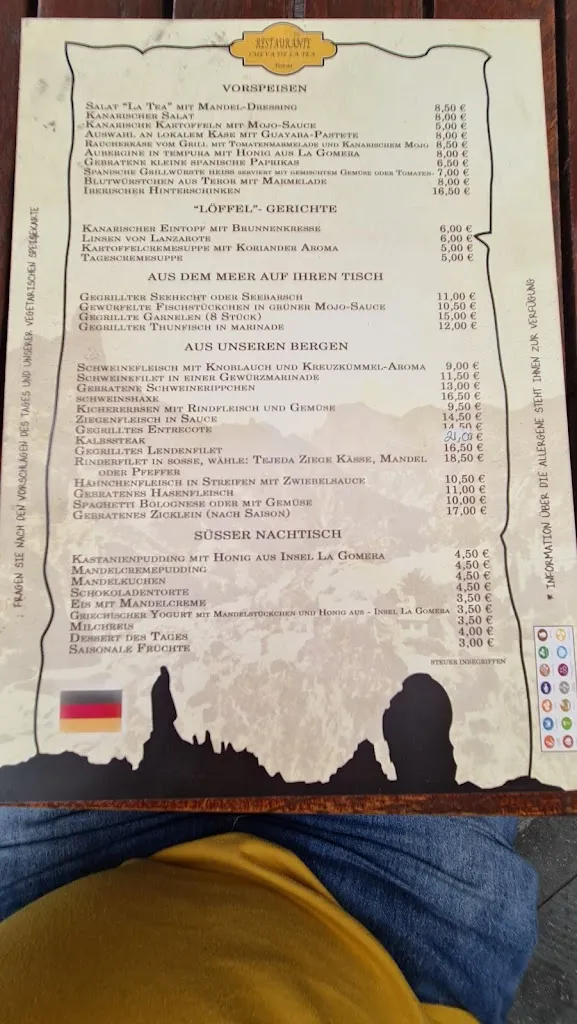 RESTAURANTE
CUEVA DE LA TEA
Tejeda
VORSPEISEN
SALAT "LA TEA" MIT MANDEL-DRESSING 8,50 €
KANARISCHER SALAT 8,00 €
KANARISCHE KARTOFFELN MIT MOJO-SAUCE 5,00 €
AUSWAHL AN LOKALEM KÄSE MIT GUAYABA-PASTETE 8,00 €
RÄUCHERKÄSE VOM GRILL MIT TOMATENMARMELADE UND KANARISCHEM MOJO 8,50 €
AUBERGINE IN TEMPURA MIT HONIG AUS LA GOMERA 8,00 €
GEBRATENE KLEINE SPANISCHE PAPRIKAS 6,50 €
SPANISCHE GRILLWÜRSTE HEISS SERVIERT MIT GEMISCHTEM GEMÜSE ODER TOMATEN- 7,00 €
BLUTWÜRSTCHEN AUS TEROR MIT MARMELADE 8,00 €
IBERISCHER HINTERSCHINKEN 16,50 €
"LÖFFEL"- GERICHTE
KANARISCHER EINTOPF MIT BRUNNENKRESSE 6,00 €
LINSEN VON LANZAROTE 6,00 €
KARTOFFELCREMESUPPE MIT KORIANDER AROMA 5,00 €
TAGESCREMESUPPE 5,00 €
AUS DEM MEER AUF IHREN TISCH
GEGRILLTER SEEHECHT ODER SEEBARSCH 11,00 €
GEWÜRFELTE FISCHSTÜCKCHEN IN GRÜNER MOJO-SAUCE 10,50 €
GEGRILLTE GARNELEN (8 STÜCK) 15,00 €
GEGRILLTER THUNFISCH IN MARINADE 12,00 €
AUS UNSEREN BERGEN
SCHWEINEFLEISCH MIT KNOBLAUCH UND KREUZKÜMMEL-AROMA 9,00 €
SCHWEINEFILET IN EINER GEWÜRZMARINADE 11,50 €
GEBRATENE SCHWEINERIPPCHEN 13,00 €
SCHWEINSHAXE 16,50 €
KICHERERBSEN MIT RINDFLEISCH UND GEMÜSE 9,50 €
ZIEGENFLEISCH IN SAUCE 14,50 €
GEGRILLTES ENTRECOTE 14,50 €
KALBSSTEAK 21,00 €
GEGRILLTES LENDENFILET 16,50 €
RINDERFILET IN SOSSE, WÄHLE: TEJEDA ZIEGE KÄSSE, MANDEL 18,50 €
ODER PFEFFER
HÄHNCHENFLEISCH IN STREIFEN MIT ZWIEBELSAUCE 10,50 €
GEBRATENES HASENFLEISCH 11,00 €
SPAGHETTI BOLOGNESE ODER MIT GEMÜSE 10,00 €
GEBRATENES ZICKLEIN (NACH SAISON) 17,00 €
SÜSSER NACHTISCH
KASTANIENPUDDING MIT HONIG AUS INSEL LA GOMERA 4,50 €
MANDELCREMEPUDDING 4,50 €
MANDELKUCHEN 4,50 €
SCHOKOLADENTORTE 4,50 €
EIS MIT MANDELCREME 3,50 €
GRIECHISCHER YOGURT MIT MANDELSTÜCKCHEN UND HONIG AUS - INSEL LA GOMERA 3,50 €
MILCHREIS 3,50 €
DESSERT DES TAGES 4,00 €
SAISONALE FRÜCHTE 3,00 €
STEUER INBEGRIFFEN
: FRAGEN SIE NACH DEN VORSCHLÄGEN DES TAGES UND UNSERER VEGETARISCHEN SPEISEKARTE
* INFORMATION ÜBER DIE ALLERGENE STEHT IHNEN ZUR VERFÜGUNG